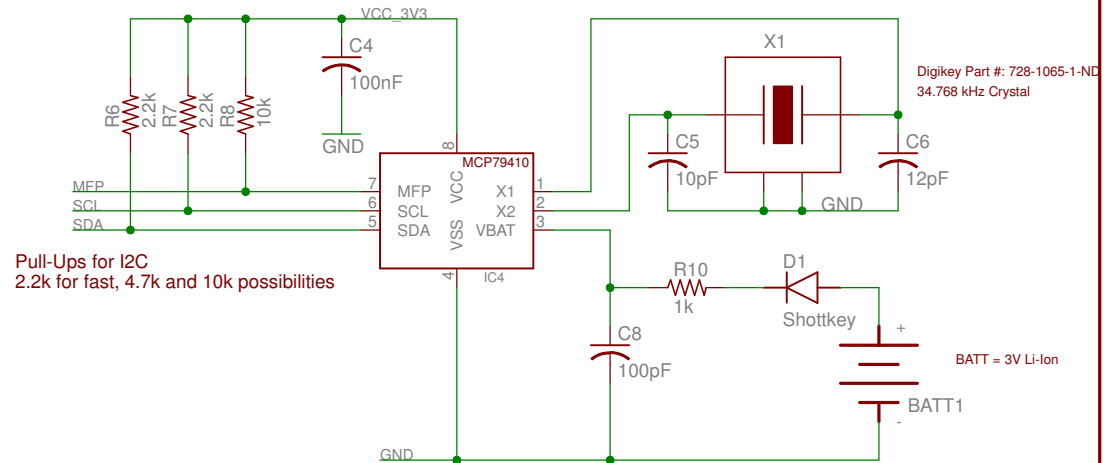 VCC_3V3
C4
100nF
GND
R6
2.2k
R7
2.2k
R8
10k
X1
Digikey Part #: 728-1065-1-ND
34.768 kHz Crystal
C5
10pF
C6
12pF
GND
MCP79410
8
VCC
MFP
7
MFP
X1
1
SCL
6
SCL
X2
2
SDA
5
SDA
VBAT
3
VSS
4
IC4
Pull-Ups for I2C
2.2k for fast, 4.7k and 10k possibilities
R10
1k
D1
Shottkey
C8
100pF
+
BATT = 3V Li-Ion
BATT1
-
GND